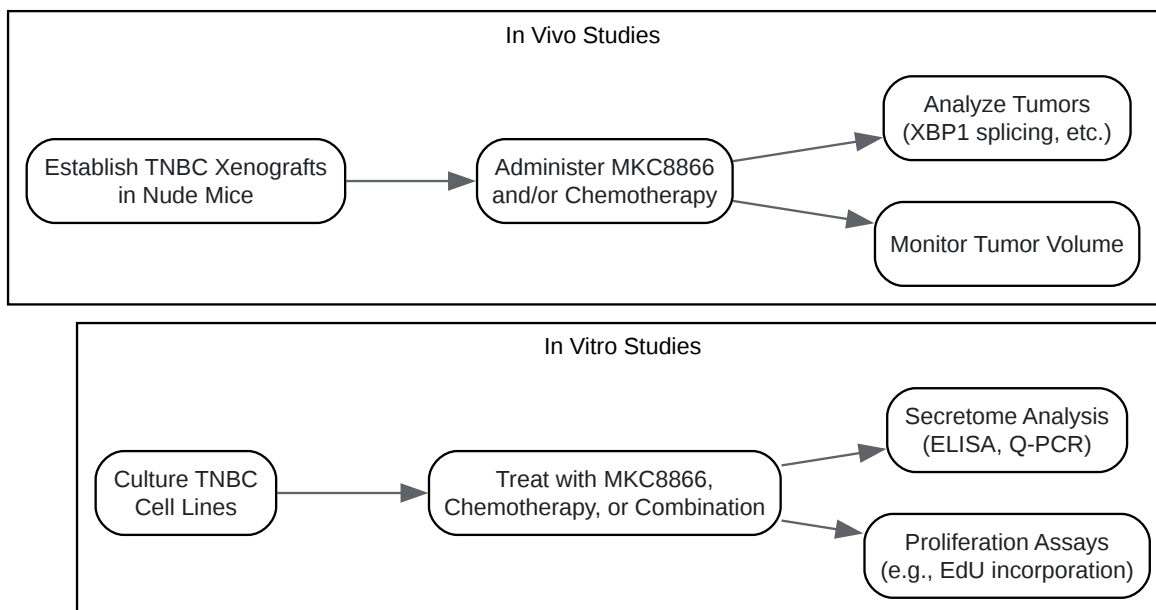 In Vivo Studies
Establish TNBC Xenografts
in Nude Mice
Administer MKC8866
and/or Chemotherapy
Analyze Tumors
(XBP1 splicing, etc.)
Monitor Tumor Volume
In Vitro Studies
Culture TNBC
Cell Lines
Treat with MKC8866,
Chemotherapy, or Combination
Secretome Analysis
(ELISA, Q-PCR)
Proliferation Assays
(e.g., EdU incorporation)